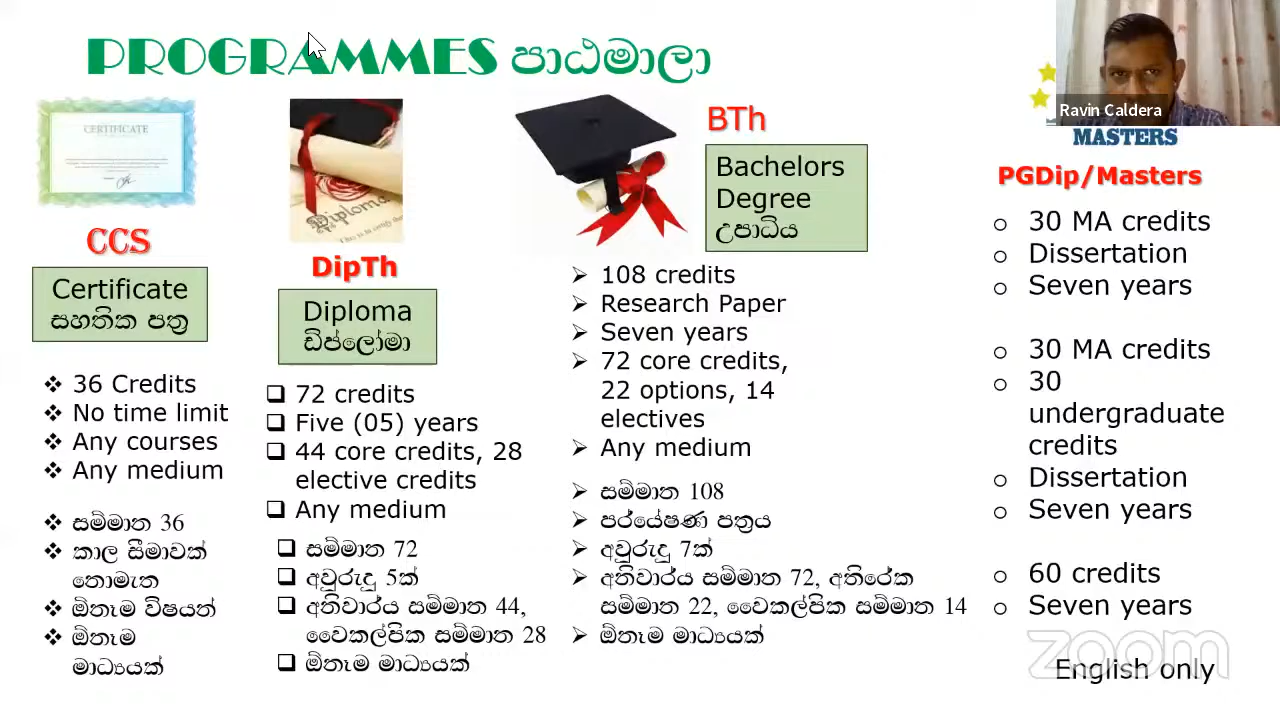 PROGRAMMES පාඨමාලා
Ravin Caldera
CERTIFICATE
CCS
Certificate
සහතික පත්‍ර
❖ 36 Credits
❖ No time limit
❖ Any courses
❖ Any medium
❖ සම්මාත 36
❖ කාල සීමාවක්
නොමැත
❖ ඕනෑම විෂයන්
❖ ඕනෑම
මාධ්‍යයක්
Diploma
DipTh
Diploma
ඩිප්ලෝමා
❑ 72 credits
❑ Five (05) years
❑ 44 core credits, 28
elective credits
❑ Any medium
❑ සම්මාත 72
❑ අවුරුදු 5ක්
❑ අනිවාර්ය සම්මාත 44,
වෛකල්පික සම්මාත 28
❑ ඕනෑම මාධ්‍යයක්
BTh
Bachelors
Degree
උපාධිය
➢ 108 credits
➢ Research Paper
➢ Seven years
➢ 72 core credits,
22 options, 14
electives
➢ Any medium
➢ සම්මාත 108
➢ පර්යේෂණ පත්‍රය
➢ අවුරුදු 7ක්
➢ අනිවාර්ය සම්මාත 72, අතිරේක
සම්මාත 22, වෛකල්පික සම්මාත 14
➢ ඕනෑම මාධ්‍යයක්
MASTERS
PGDip/Masters
o 30 MA credits
o Dissertation
o Seven years
o 30 MA credits
o 30
undergraduate
credits
o Dissertation
o Seven years
o 60 credits
o Seven years
English only
zoom